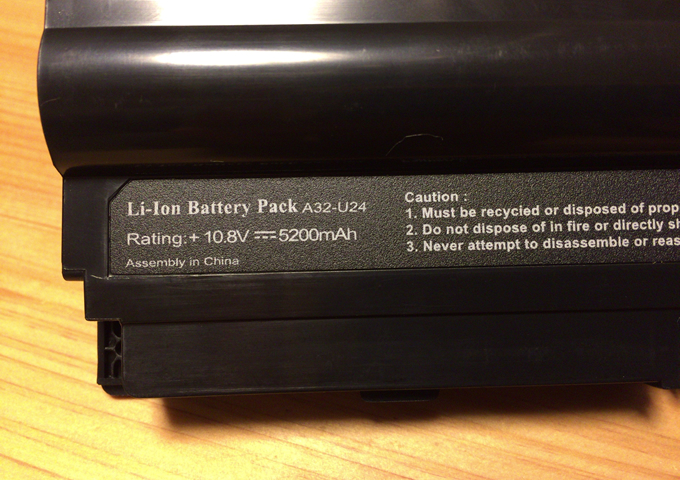 Li-Ion Battery Pack A32-U24
Rating:+ 10.8V ⎓5200mAh
Assembly in China
Caution :
1. Must be recycied or disposed of
2. Do not dispose of in fire or directly
3. Never attempt to disassemble or